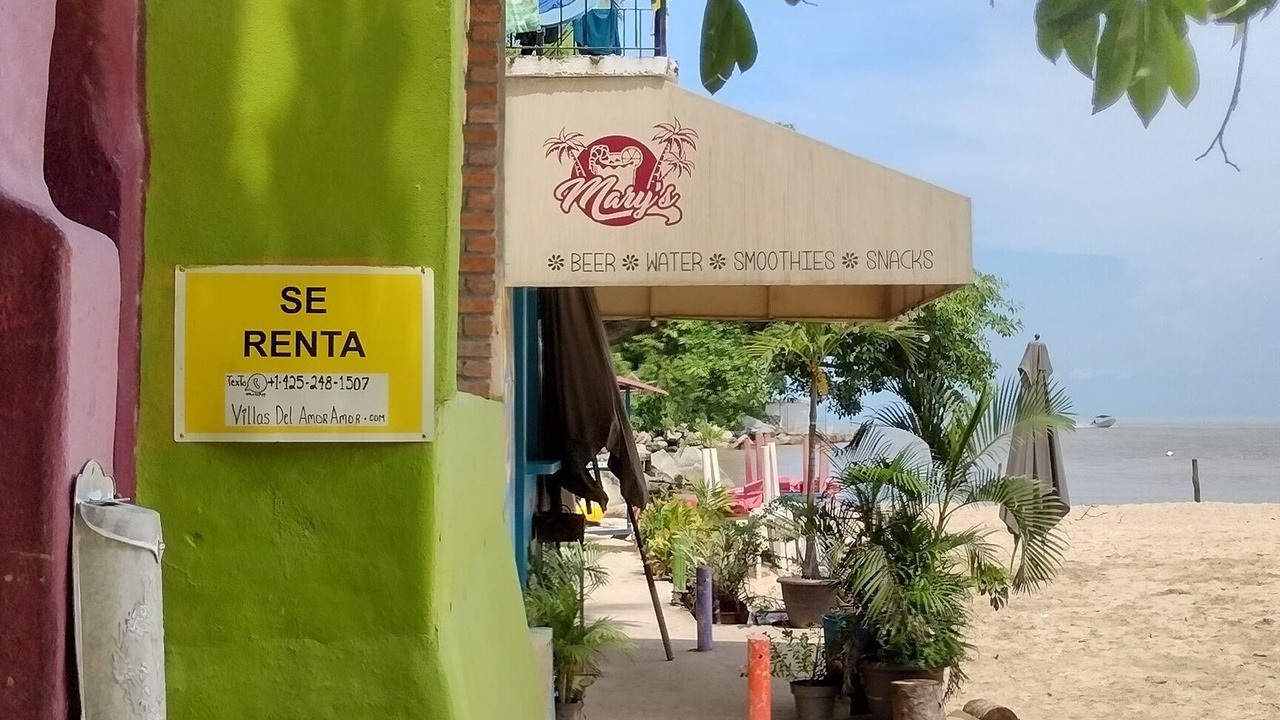 SE
RENTA
Texto +1-425-248-1507
Villas Del AmorAmor.com
Mary's
BEER WATER SMOOTHIES SNACKS